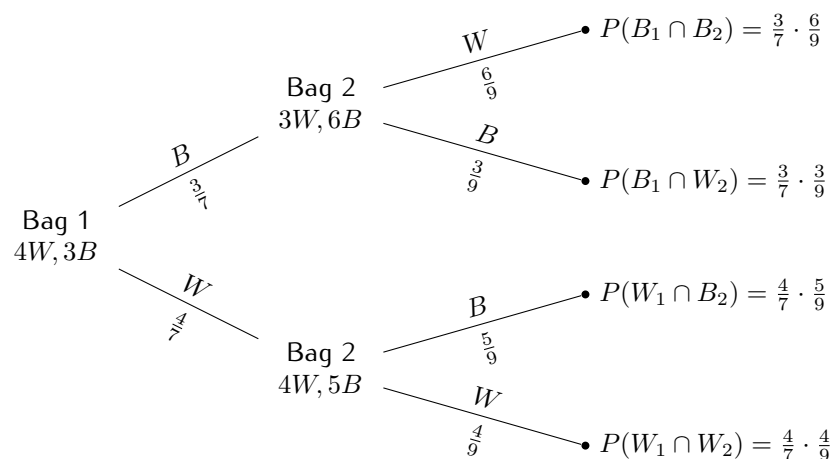 W
6/9
P(B₁ ∩ B₂) = 3/7 · 6/9
Bag 2
3W, 6B
B
3/9
P(B₁ ∩ W₂) = 3/7 · 3/9
B
3/7
Bag 1
4W, 3B
W
4/7
B
5/9
P(W₁ ∩ B₂) = 4/7 · 5/9
Bag 2
4W, 5B
W
4/9
P(W₁ ∩ W₂) = 4/7 · 4/9